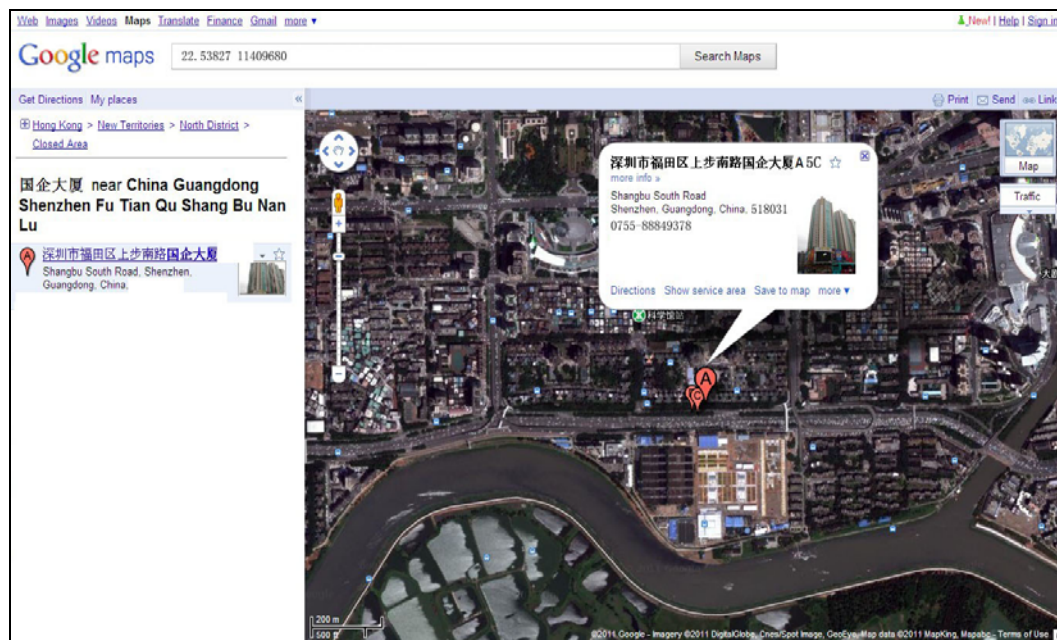 Web Images Videos Maps Translate Finance Gmail more ▼
New! | Help | Sign in
Google maps
22.53827 11409680
Search Maps
Get Directions My places
«
Print Send Link
Hong Kong > New Territories > North District >
Closed Area
国企大厦 near China Guangdong
Shenzhen Fu Tian Qu Shang Bu Nan
Lu
A
深圳市福田区上步南路国企大厦
Shangbu South Road, Shenzhen,
Guangdong, China,
深圳市福田区上步南路国企大厦A5C
more info »
Shangbu South Road
Shenzhen, Guangdong, China, 518031
0755-88849378
Directions Show service area Save to map more ▼
Map
Traffic
科学馆站
A
C
200 m
500 ft
©2011 Google - Imagery ©2011 DigitalGlobe, Cnes/Spot Image, GeoEye, Map data ©2011 MapKing, Mapabc - Terms of Use